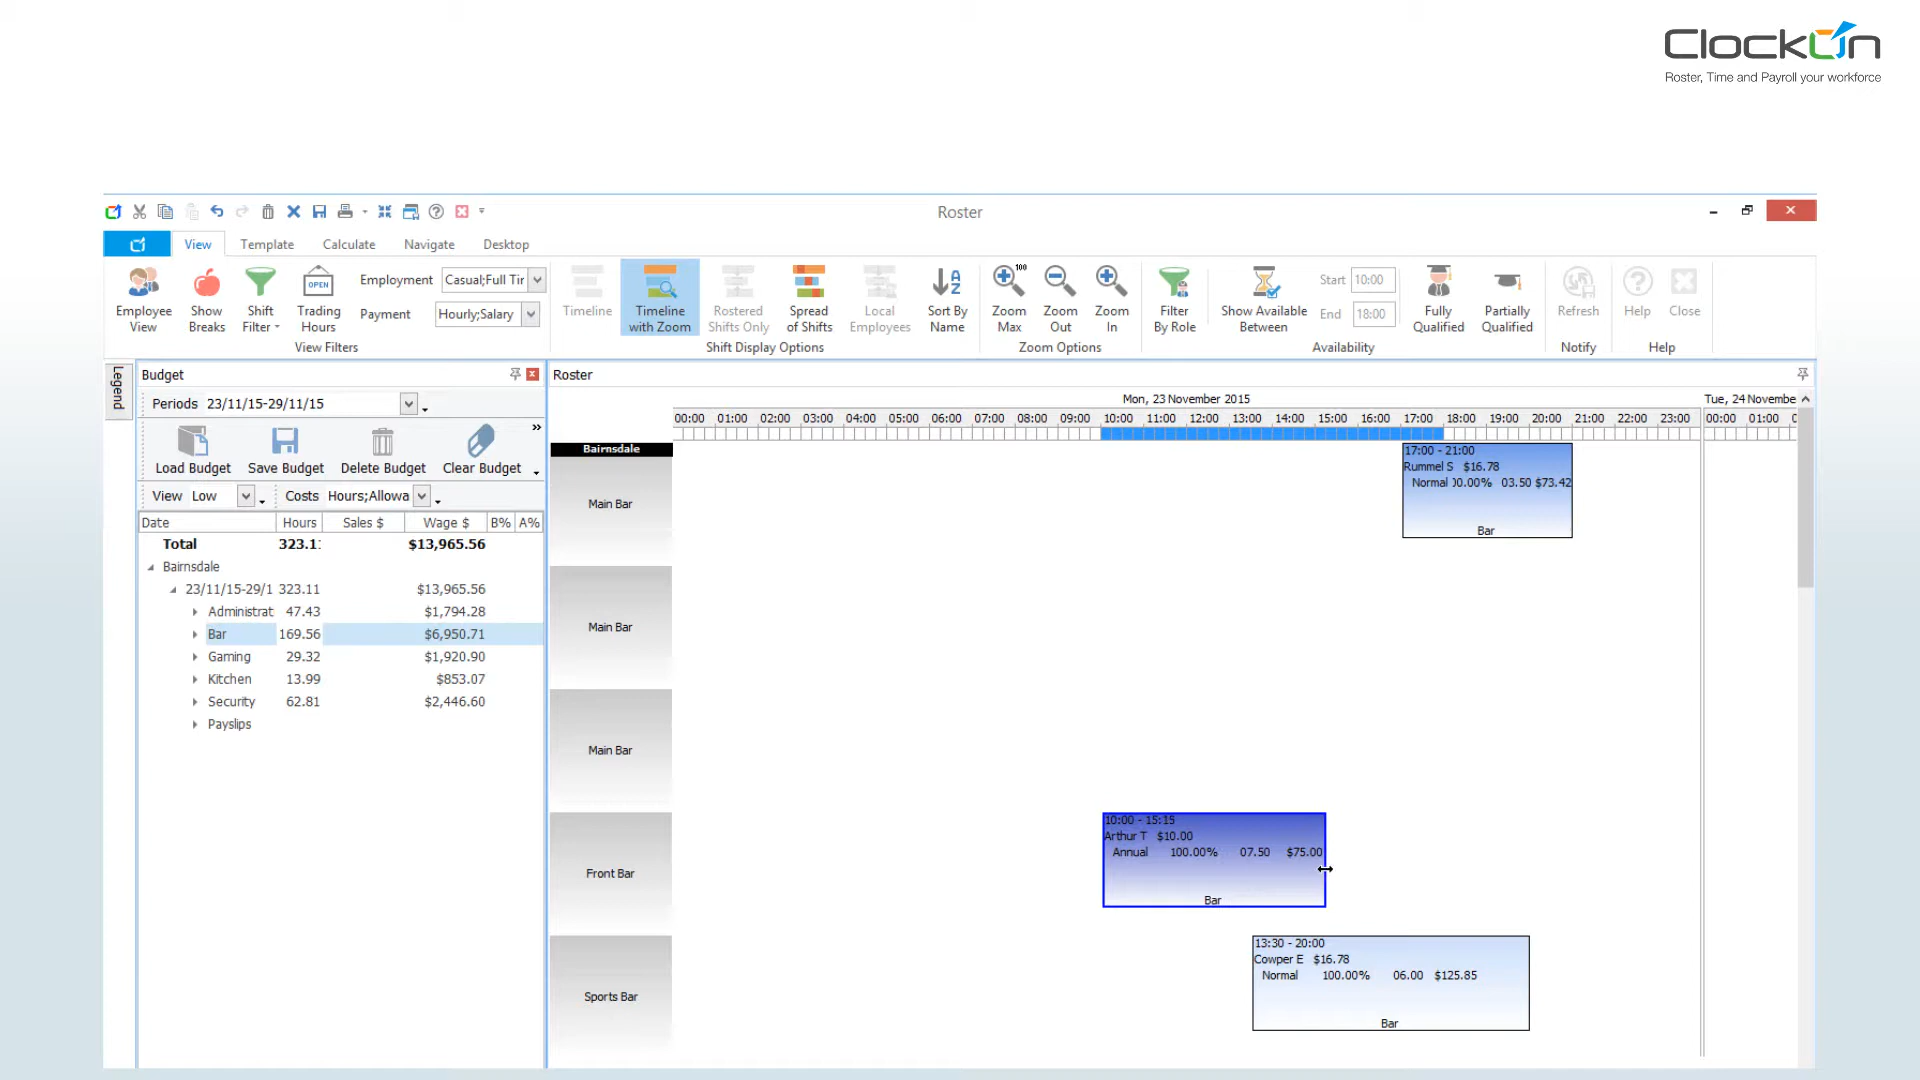 ClockOn
Roster, Time and Payroll your workforce
Roster
View Template Calculate Navigate Desktop
Employee View
Show Breaks
Shift Filter
OPEN
Trading Hours
Employment Casual;Full Tir
Payment Hourly;Salary
View Filters
Timeline
Timeline with Zoom
Rostered Shifts Only
Spread of Shifts
Local Employees
A Z
Sort By Name
Shift Display Options
100
Zoom Max
Zoom Out
Zoom In
Zoom Options
Filter By Role
Show Available Between
Start 10:00
End 18:00
Fully Qualified
Partially Qualified
Availability
Refresh
Notify
Help
Close
Help
Legend
Budget
Periods 23/11/15-29/11/15
Load Budget Save Budget Delete Budget Clear Budget
View Low Costs Hours;Allowa
Date Hours Sales $ Wage $ B% A%
Total 323.1: $13,965.56
Bairnsdale
23/11/15-29/1 323.11 $13,965.56
Administrat 47.43 $1,794.28
Bar 169.56 $6,950.71
Gaming 29.32 $1,920.90
Kitchen 13.99 $853.07
Security 62.81 $2,446.60
Payslips
Roster
Mon, 23 November 2015 Tue, 24 Novembe
00:00 01:00 02:00 03:00 04:00 05:00 06:00 07:00 08:00 09:00 10:00 11:00 12:00 13:00 14:00 15:00 16:00 17:00 18:00 19:00 20:00 21:00 22:00 23:00 00:00 01:00
Bairnsdale
Main Bar
17:00 - 21:00
Rummel S $16.78
Normal )0.00% 03.50 $73.42
Bar
Main Bar
Main Bar
Front Bar
10:00 - 15:15
Arthur T $10.00
Annual 100.00% 07.50 $75.00
Bar
Sports Bar
13:30 - 20:00
Cowper E $16.78
Normal 100.00% 06.00 $125.85
Bar